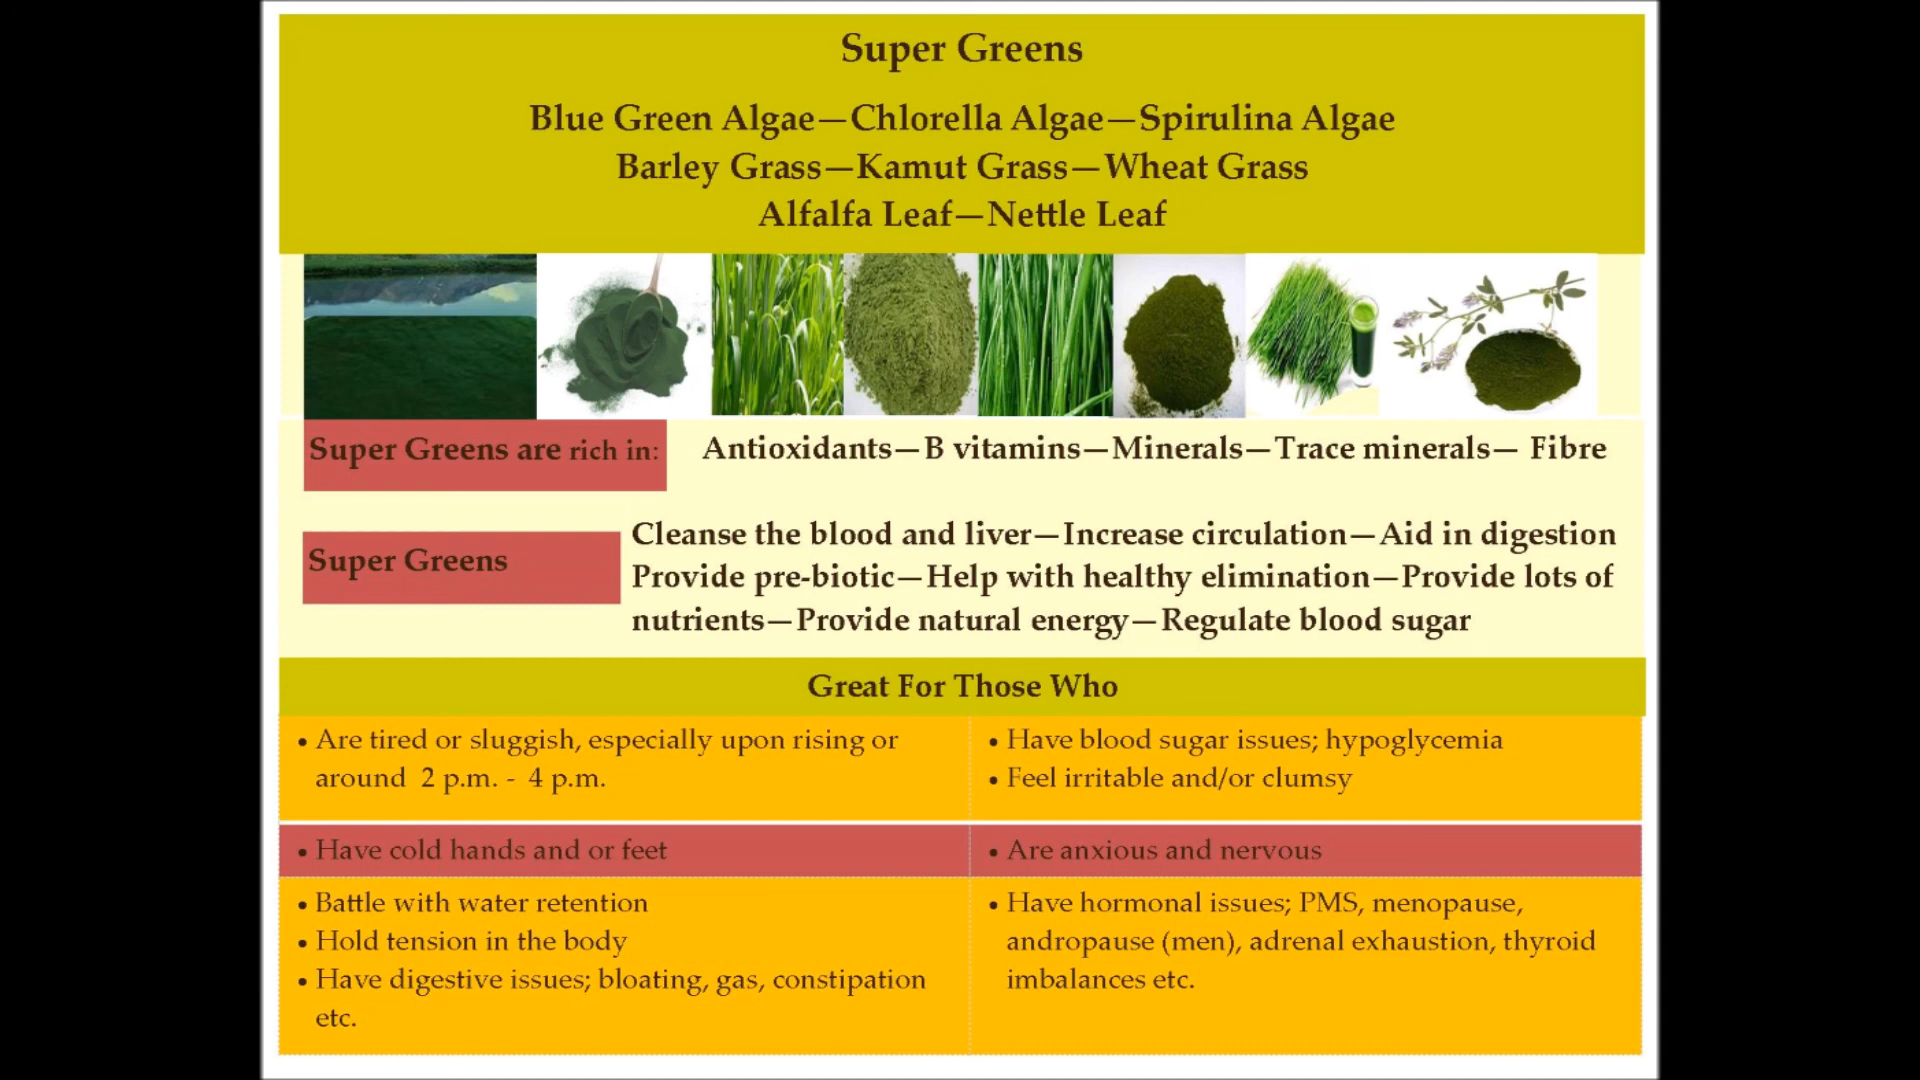 Super Greens
Blue Green Algae—Chlorella Algae—Spirulina Algae
Barley Grass—Kamut Grass—Wheat Grass
Alfalfa Leaf—Nettle Leaf
Super Greens are rich in:
Antioxidants—B vitamins—Minerals—Trace minerals— Fibre
Super Greens
Cleanse the blood and liver—Increase circulation—Aid in digestion
Provide pre-biotic—Help with healthy elimination—Provide lots of
nutrients—Provide natural energy—Regulate blood sugar
Great For Those Who
• Are tired or sluggish, especially upon rising or
around 2 p.m. - 4 p.m.
• Have blood sugar issues; hypoglycemia
• Feel irritable and/or clumsy
• Have cold hands and or feet
• Are anxious and nervous
• Battle with water retention
• Hold tension in the body
• Have digestive issues; bloating, gas, constipation
etc.
• Have hormonal issues; PMS, menopause,
andropause (men), adrenal exhaustion, thyroid
imbalances etc.